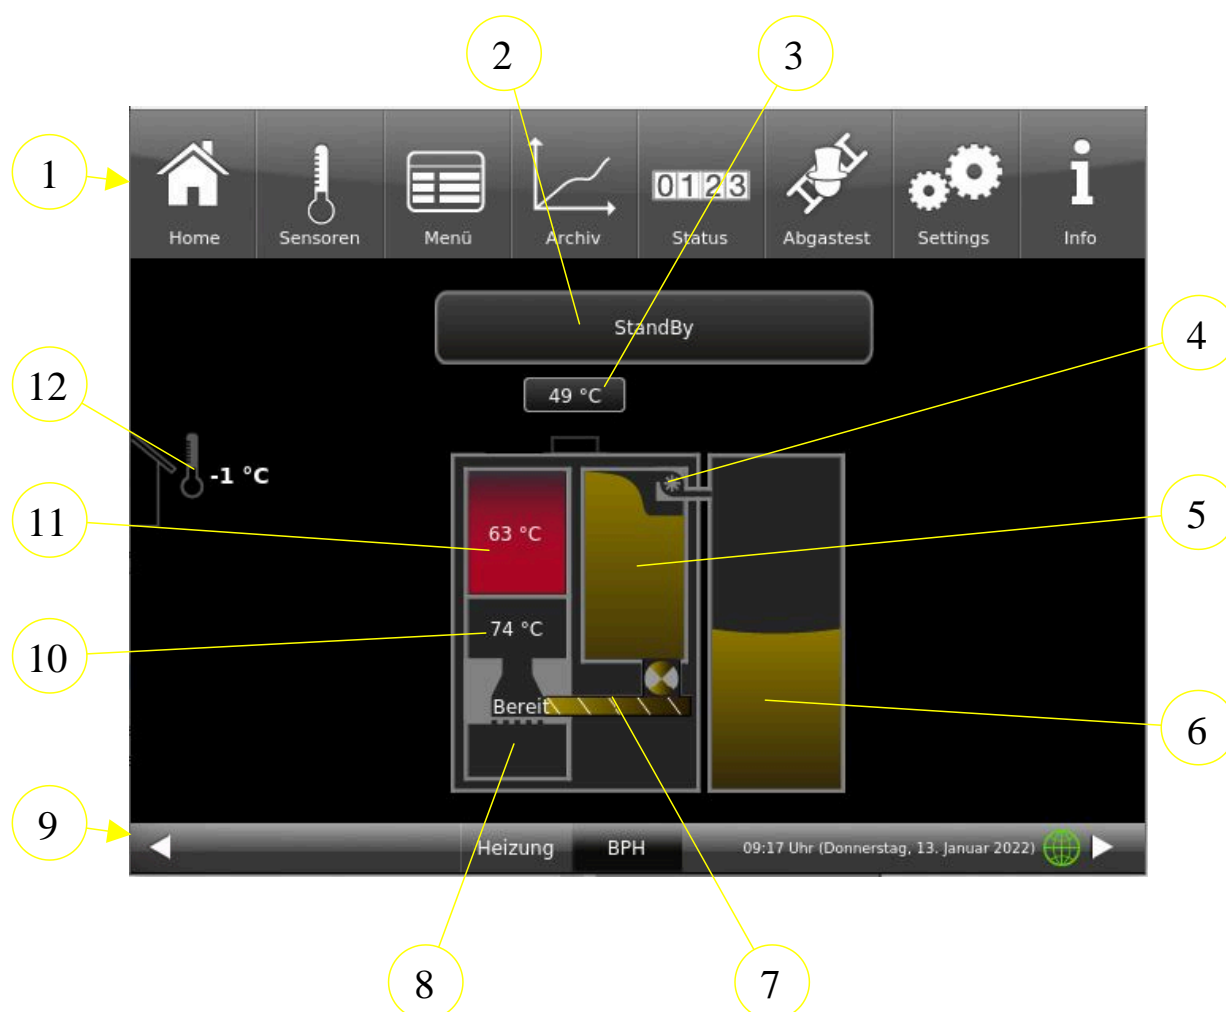 2
3
1
0123
Home
Sensoren
Menü
Archiv
Status
Abgastest
Settings
Info
StandBy
4
12
49 °C
-1 °C
11
63 °C
5
10
74 °C
Bereit
6
9
Heizung
BPH
09:17 Uhr (Donnerstag, 13. Januar 2022)
8
7